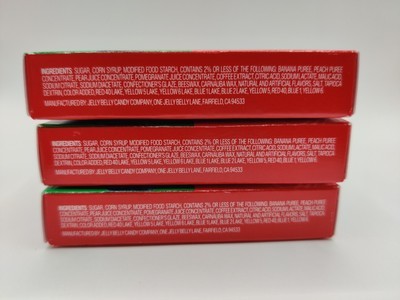 INGREDIENTS: SUGAR, CORN SYRUP, MODIFIED FOOD STARCH, CONTAINS 2% OR LESS OF THE FOLLOWING: BANANA PUREE, PEACH PUREE
CONCENTRATE, PEAR JUICE CONCENTRATE, POMEGRANATE JUICE CONCENTRATE, COFFEE EXTRACT, CITRIC ACID, SODIUM LACTATE, MALIC ACID,
SODIUM CITRATE, SODIUM DIACETATE, CONFECTIONER'S GLAZE, BEESWAX, CARNAUBA WAX, NATURAL AND ARTIFICIAL FLAVORS, SALT, TAPIOCA
DEXTRIN, COLOR ADDED, RED 40 LAKE, YELLOW 5 LAKE, YELLOW 6 LAKE, BLUE 1 LAKE, BLUE 2 LAKE, YELLOW 5, RED 40, BLUE 1, YELLOW 6.
MANUFACTURED BY: JELLY BELLY CANDY COMPANY, ONE JELLY BELLY LANE, FAIRFIELD, CA 94533
INGREDIENTS: SUGAR, CORN SYRUP, MODIFIED FOOD STARCH, CONTAINS 2% OR LESS OF THE FOLLOWING: BANANA PUREE, PEACH PUREE
CONCENTRATE, PEAR JUICE CONCENTRATE, POMEGRANATE JUICE CONCENTRATE, COFFEE EXTRACT, CITRIC ACID, SODIUM LACTATE, MALIC ACID,
SODIUM CITRATE, SODIUM DIACETATE, CONFECTIONER'S GLAZE, BEESWAX, CARNAUBA WAX, NATURAL AND ARTIFICIAL FLAVORS, SALT, TAPIOCA
DEXTRIN, COLOR ADDED, RED 40 LAKE, YELLOW 5 LAKE, YELLOW 6 LAKE, BLUE 1 LAKE, BLUE 2 LAKE, YELLOW 5, RED 40, BLUE 1, YELLOW 6.
MANUFACTURED BY: JELLY BELLY CANDY COMPANY, ONE JELLY BELLY LANE, FAIRFIELD, CA 94533
INGREDIENTS: SUGAR, CORN SYRUP, MODIFIED FOOD STARCH, CONTAINS 2% OR LESS OF THE FOLLOWING: BANANA PUREE, PEACH PUREE
CONCENTRATE, PEAR JUICE CONCENTRATE, POMEGRANATE JUICE CONCENTRATE, COFFEE EXTRACT, CITRIC ACID, SODIUM LACTATE, MALIC ACID,
SODIUM CITRATE, SODIUM DIACETATE, CONFECTIONER'S GLAZE, BEESWAX, CARNAUBA WAX, NATURAL AND ARTIFICIAL FLAVORS, SALT, TAPIOCA
DEXTRIN, COLOR ADDED, RED 40 LAKE, YELLOW 5 LAKE, YELLOW 6 LAKE, BLUE 1 LAKE, BLUE 2 LAKE, YELLOW 5, RED 40, BLUE 1, YELLOW 6.
MANUFACTURED BY: JELLY BELLY CANDY COMPANY, ONE JELLY BELLY LANE, FAIRFIELD, CA 94533